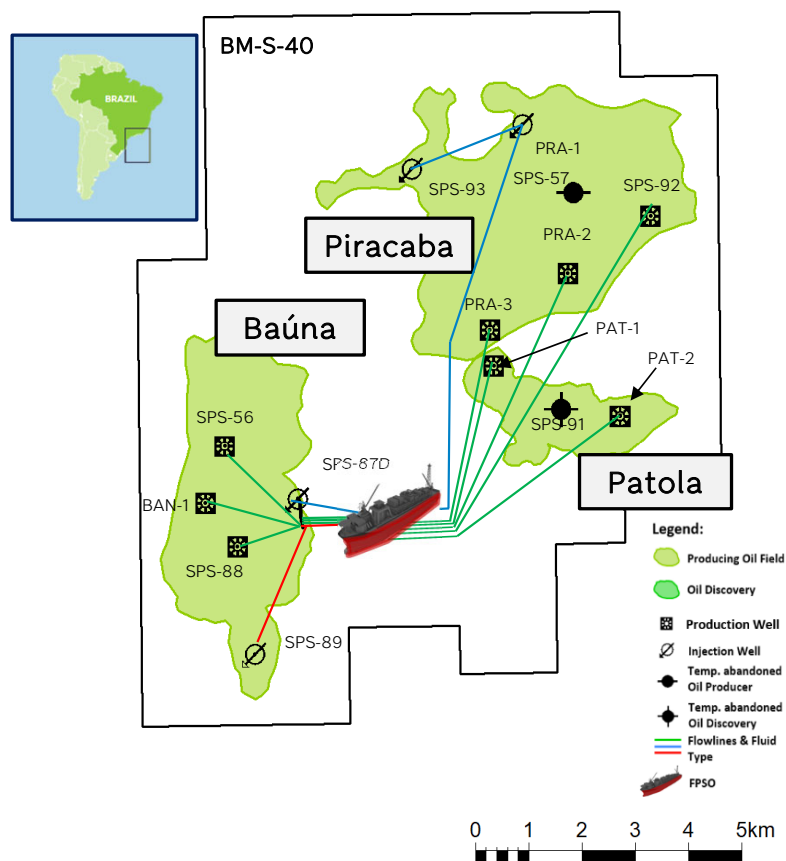 BM-S-40
BRAZIL
PRA-1
SPS-93
SPS-57
SPS-92
Piracaba
PRA-2
PRA-3
Baúna
PAT-1
PAT-2
SPS-56
SPS-91
SPS-87D
Patola
BAN-1
SPS-88
SPS-89
Legend:
Producing Oil Field
Oil Discovery
Production Well
Injection Well
Temp. abandoned
Oil Producer
Temp. abandoned
Oil Discovery
Flowlines & Fluid
Type
FPSO
0 1 2 3 4 5km